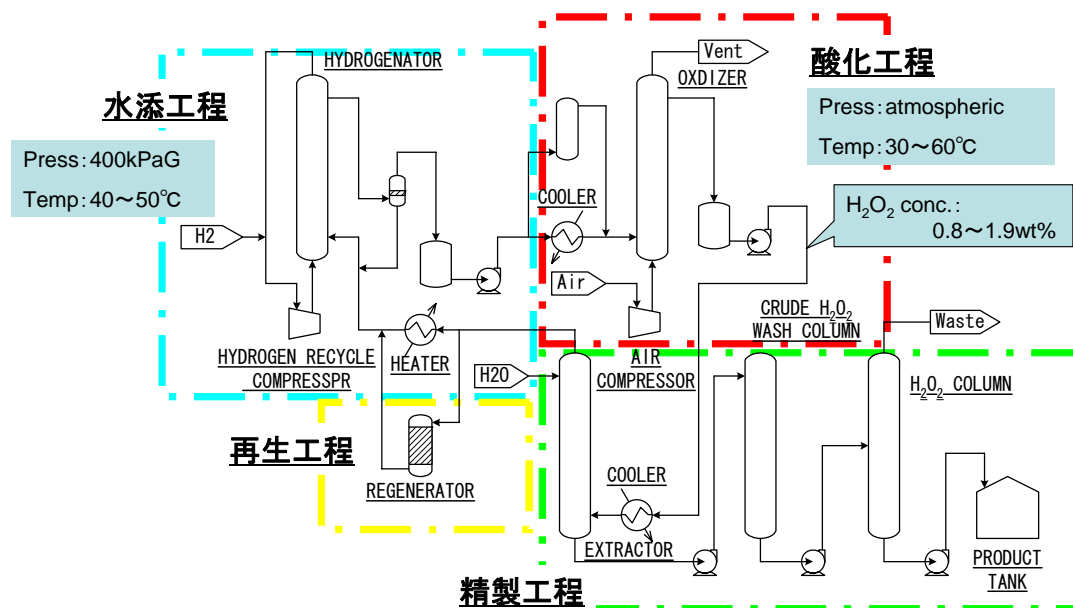 水添工程
Press:400kPaG
Temp:40～50℃
HYDROGENATOR
H2
HYDROGEN RECYCLE
COMPRESSPR
HEATER
酸化工程
Press:atmospheric
Temp:30～60℃
Vent
OXDIZER
COOLER
H₂O₂ conc.:
0.8～1.9wt%
Air
AIR
COMPRESSOR
再生工程
REGENERATOR
精製工程
H2O
COOLER
EXTRACTOR
CRUDE H₂O₂
WASH COLUMN
Waste
H₂O₂ COLUMN
PRODUCT
TANK